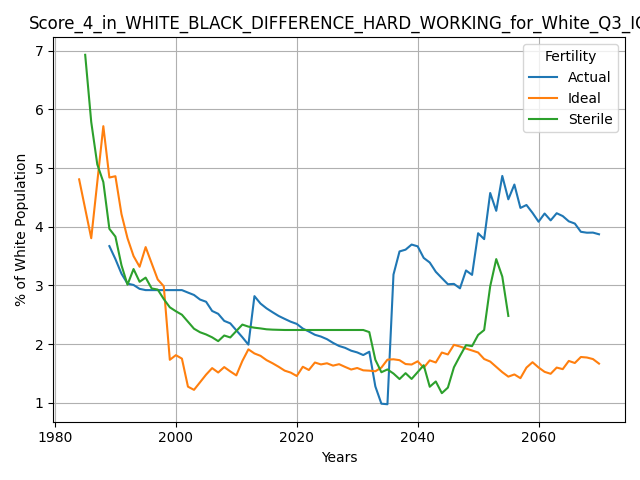 Score_4_in_WHITE_BLACK_DIFFERENCE_HARD_WORKING_for_White_Q3_IQ
7
6
5
4
3
2
1
% of White Population
Fertility
Actual
Ideal
Sterile
1980 2000 2020 2040 2060
Years